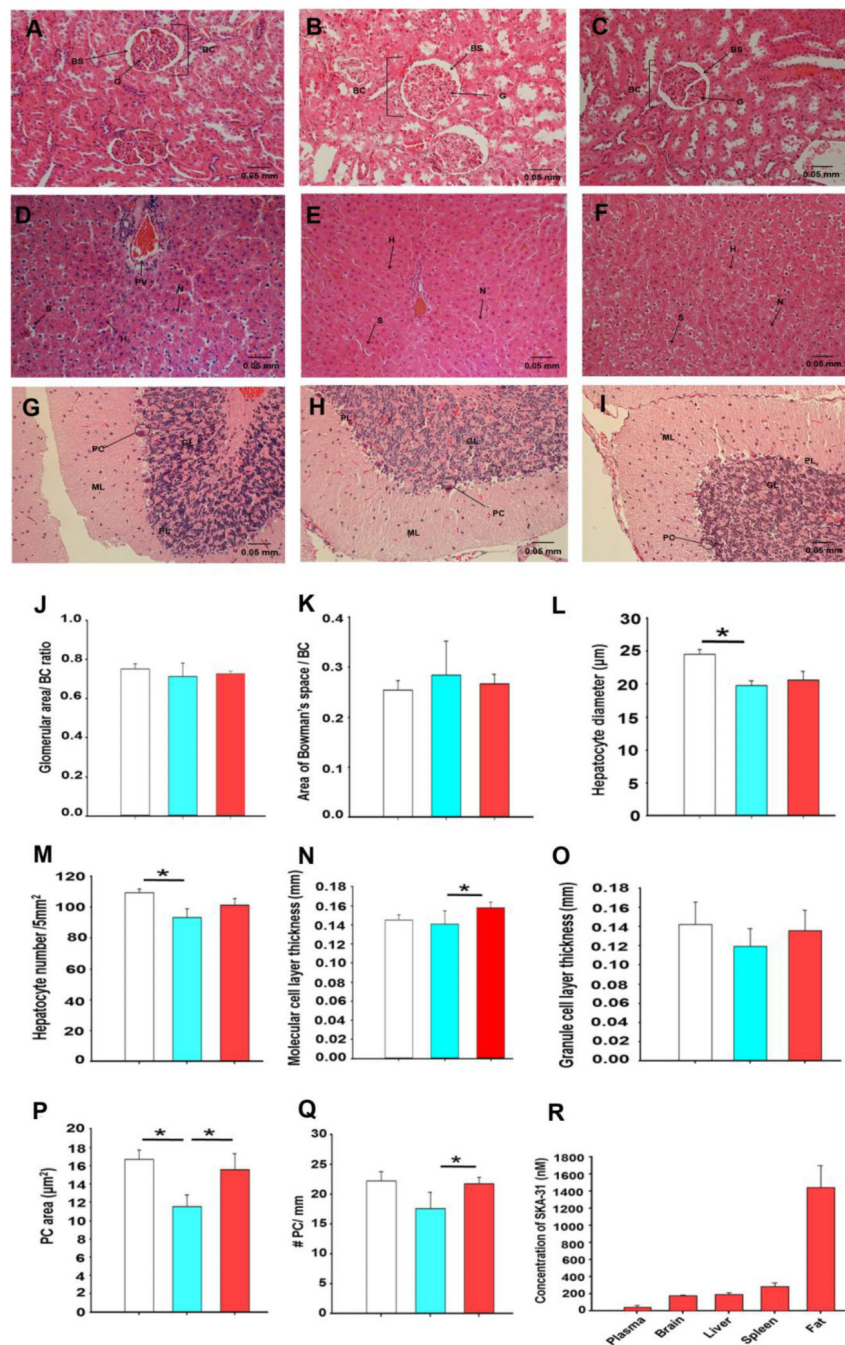 A
BS
G
BC
0.05 mm
B
BC
BS
G
0.05 mm
C
BC
BS
G
0.05 mm
D
PV
S
N
H
0.05 mm
E
H
N
S
0.05 mm
F
H
N
S
0.05 mm
G
PC
GL
ML
PL
0.05 mm
H
PL
GL
PC
ML
0.05 mm
I
ML
PL
GL
PC
0.05 mm
J
Glomerular area/ BC ratio
1.0
0.8
0.6
0.4
0.2
0.0
K
Area of Bowman's space / BC
0.4
0.3
0.2
0.1
0.0
L
Hepatocyte diameter (µm)
30
25
20
15
10
5
0
*
M
Hepatocyte number /5mm²
120
100
80
60
40
20
0
*
N
Molecular cell layer thickness (mm)
0.18
0.16
0.14
0.12
0.10
0.08
0.06
0.04
0.02
0.00
*
O
Granule cell layer thickness (mm)
0.18
0.16
0.14
0.12
0.10
0.08
0.06
0.04
0.02
0.00
P
PC area (µm²)
20
18
16
14
12
10
8
6
4
2
0
*
*
Q
# PC/ mm
30
25
20
15
10
5
0
*
R
Concentration of SKA-31 (nM)
1800
1600
1400
1200
1000
800
600
400
200
0
Plasma
Brain
Liver
Spleen
Fat